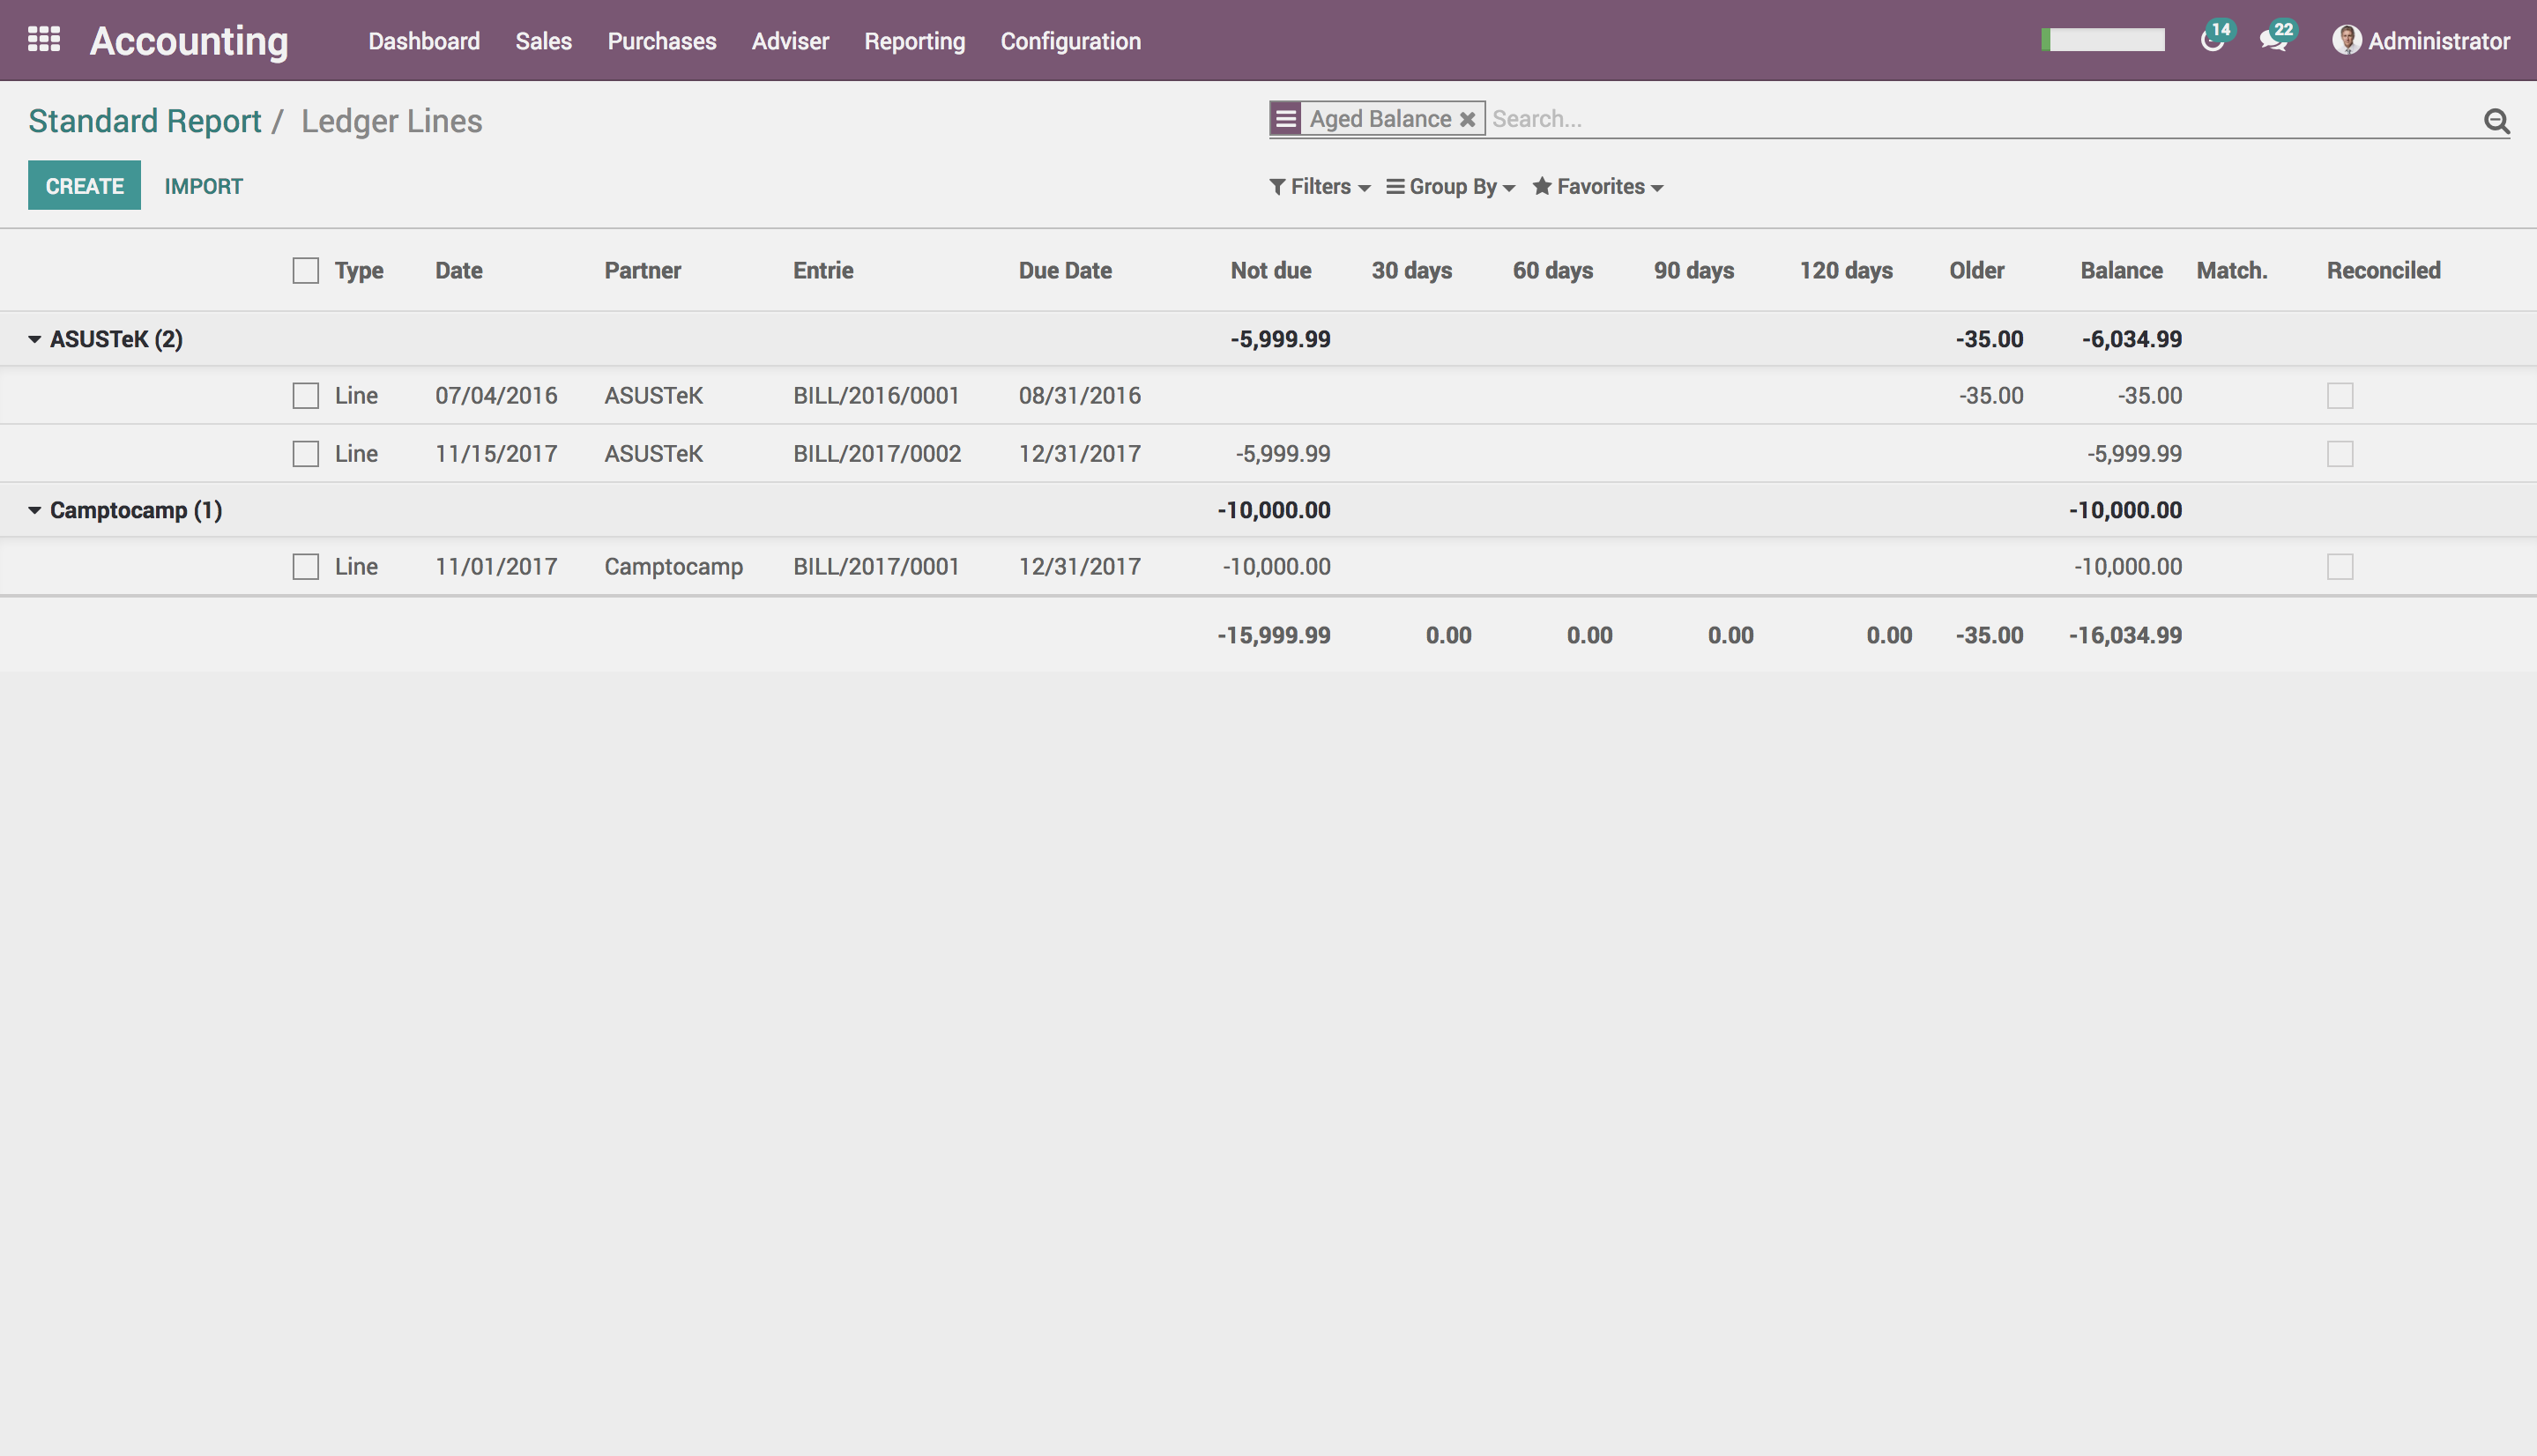 Accounting Dashboard Sales Purchases Adviser Reporting Configuration 14 22 Administrator
Standard Report / Ledger Lines Aged Balance Search...
CREATE IMPORT Filters Group By Favorites
Type Date Partner Entrie Due Date Not due 30 days 60 days 90 days 120 days Older Balance Match. Reconciled
ASUSTeK (2) -5,999.99 -35.00 -6,034.99
Line 07/04/2016 ASUSTeK BILL/2016/0001 08/31/2016 -35.00 -35.00
Line 11/15/2017 ASUSTeK BILL/2017/0002 12/31/2017 -5,999.99 -5,999.99
Camptocamp (1) -10,000.00 -10,000.00
Line 11/01/2017 Camptocamp BILL/2017/0001 12/31/2017 -10,000.00 -10,000.00
-15,999.99 0.00 0.00 0.00 0.00 -35.00 -16,034.99